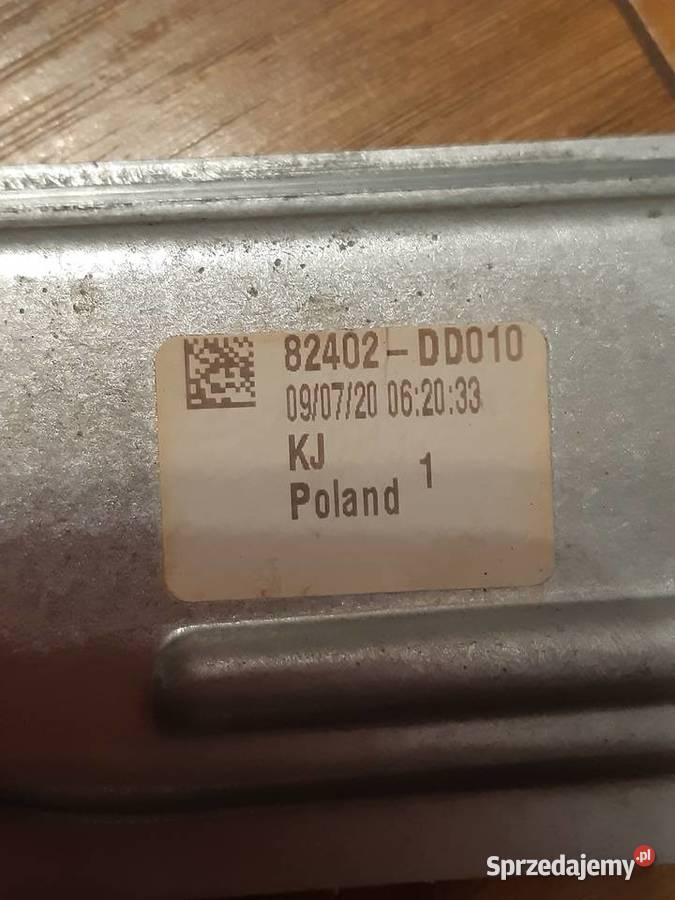 82402-DD010
09/07/20 06:20:33
KJ
1
Poland
Sprzedajemy.pl